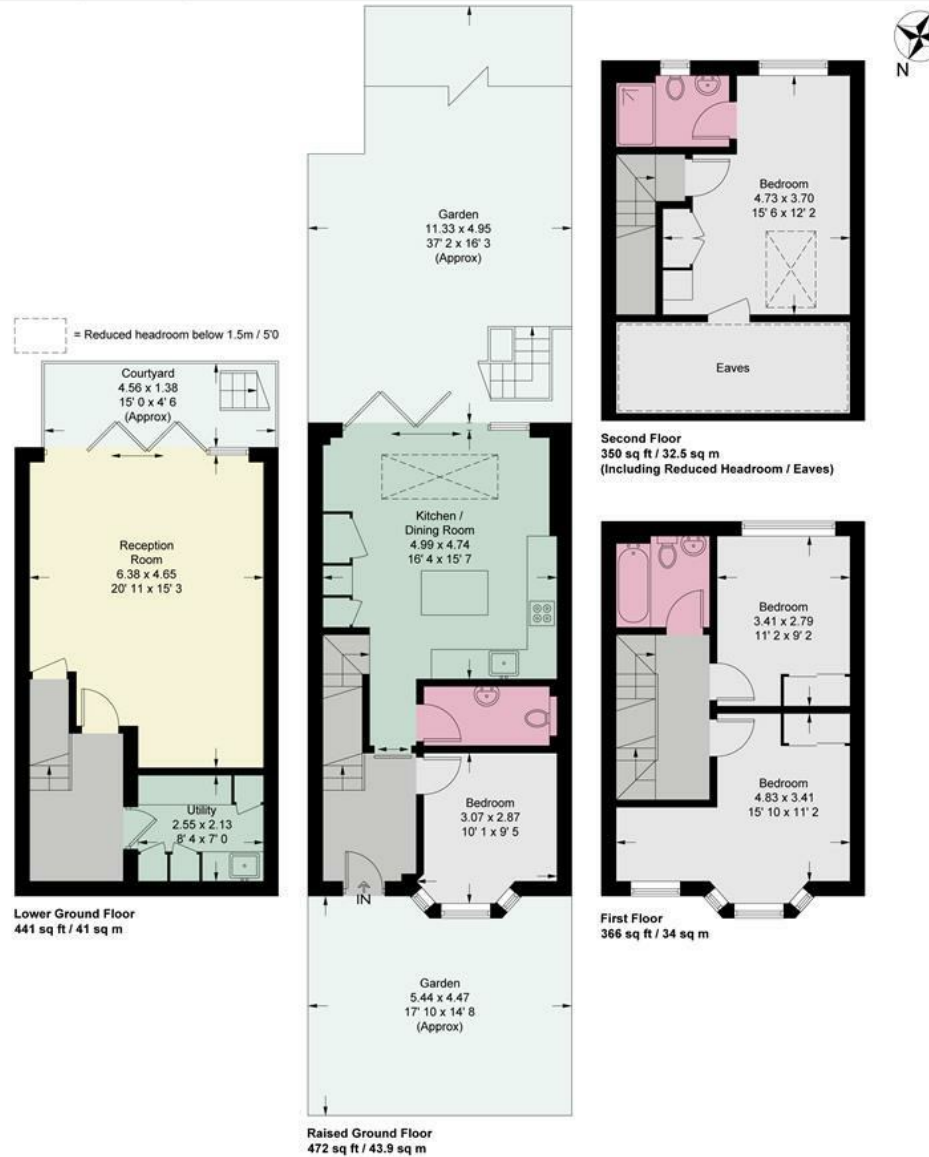 N
= Reduced headroom below 1.5m / 5'0
Courtyard
4.56 x 1.38
15' 0 x 4' 6
(Approx)
Reception
Room
6.38 x 4.65
20' 11 x 15' 3
Utility
2.55 x 2.13
8' 4 x 7' 0
Lower Ground Floor
441 sq ft / 41 sq m
Garden
11.33 x 4.95
37' 2 x 16' 3
(Approx)
Kitchen /
Dining Room
4.99 x 4.74
16' 4 x 15' 7
Bedroom
3.07 x 2.87
10' 1 x 9' 5
IN
Garden
5.44 x 4.47
17' 10 x 14' 8
(Approx)
Raised Ground Floor
472 sq ft / 43.9 sq m
Bedroom
4.73 x 3.70
15' 6 x 12' 2
Eaves
Second Floor
350 sq ft / 32.5 sq m
(Including Reduced Headroom / Eaves)
Bedroom
3.41 x 2.79
11' 2 x 9' 2
Bedroom
4.83 x 3.41
15' 10 x 11' 2
First Floor
366 sq ft / 34 sq m